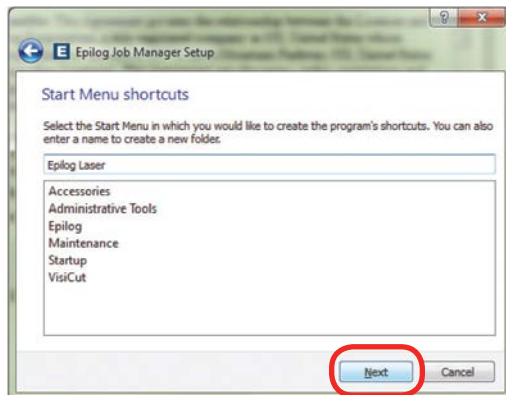 Epilog Job Manager Setup
Start Menu shortcuts
Select the Start Menu in which you would like to create the program's shortcuts. You can also
enter a name to create a new folder.
Epilog Laser
Accessories
Administrative Tools
Epilog
Maintenance
Startup
VisiCut
Next
Cancel